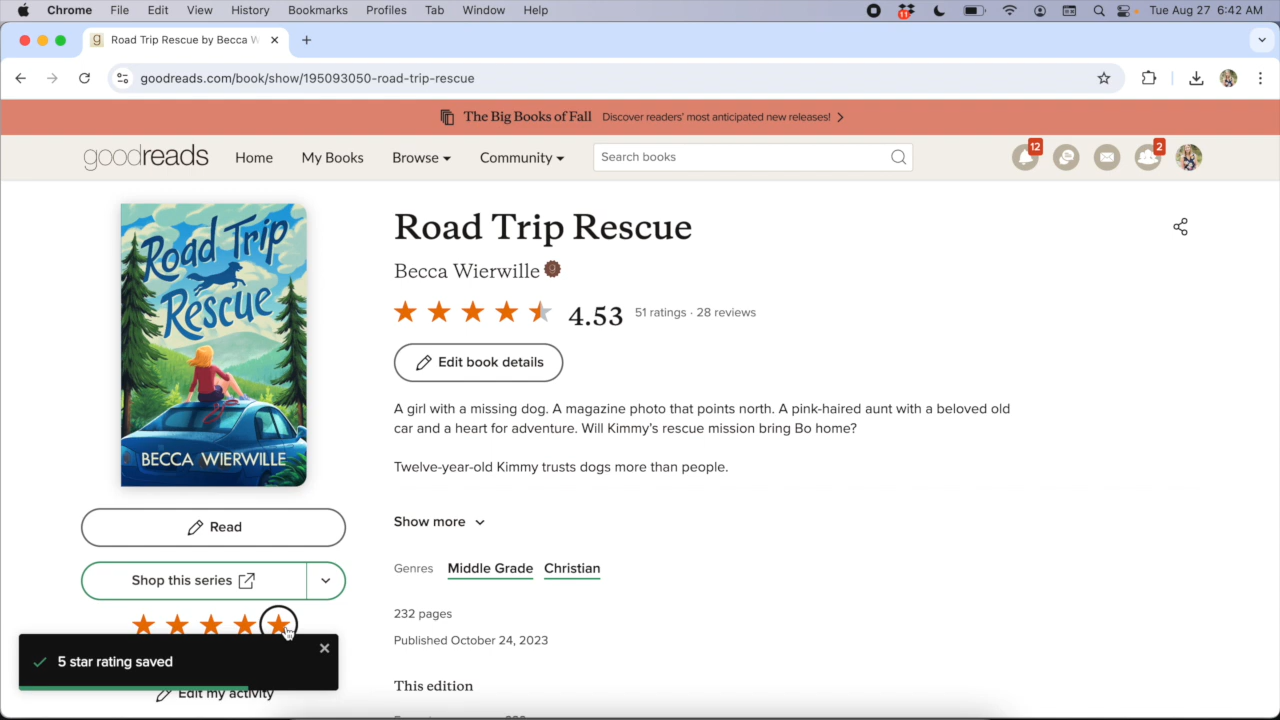 Chrome File Edit View History Bookmarks Profiles Tab Window Help 11 Tue Aug 27 6:42 AM
g Road Trip Rescue by Becca W
goodreads.com/book/show/195093050-road-trip-rescue
The Big Books of Fall Discover readers' most anticipated new releases!
goodreads Home My Books Browse Community Search books 12 2
Road Trip
Rescue
BECCA WIERWILLE
Road Trip Rescue
Becca Wierwille
4.53 51 ratings · 28 reviews
Edit book details
A girl with a missing dog. A magazine photo that points north. A pink-haired aunt with a beloved old
car and a heart for adventure. Will Kimmy's rescue mission bring Bo home?
Twelve-year-old Kimmy trusts dogs more than people.
Show more
Genres Middle Grade Christian
232 pages
Published October 24, 2023
This edition
Read
Shop this series
5 star rating saved
Edit my activity